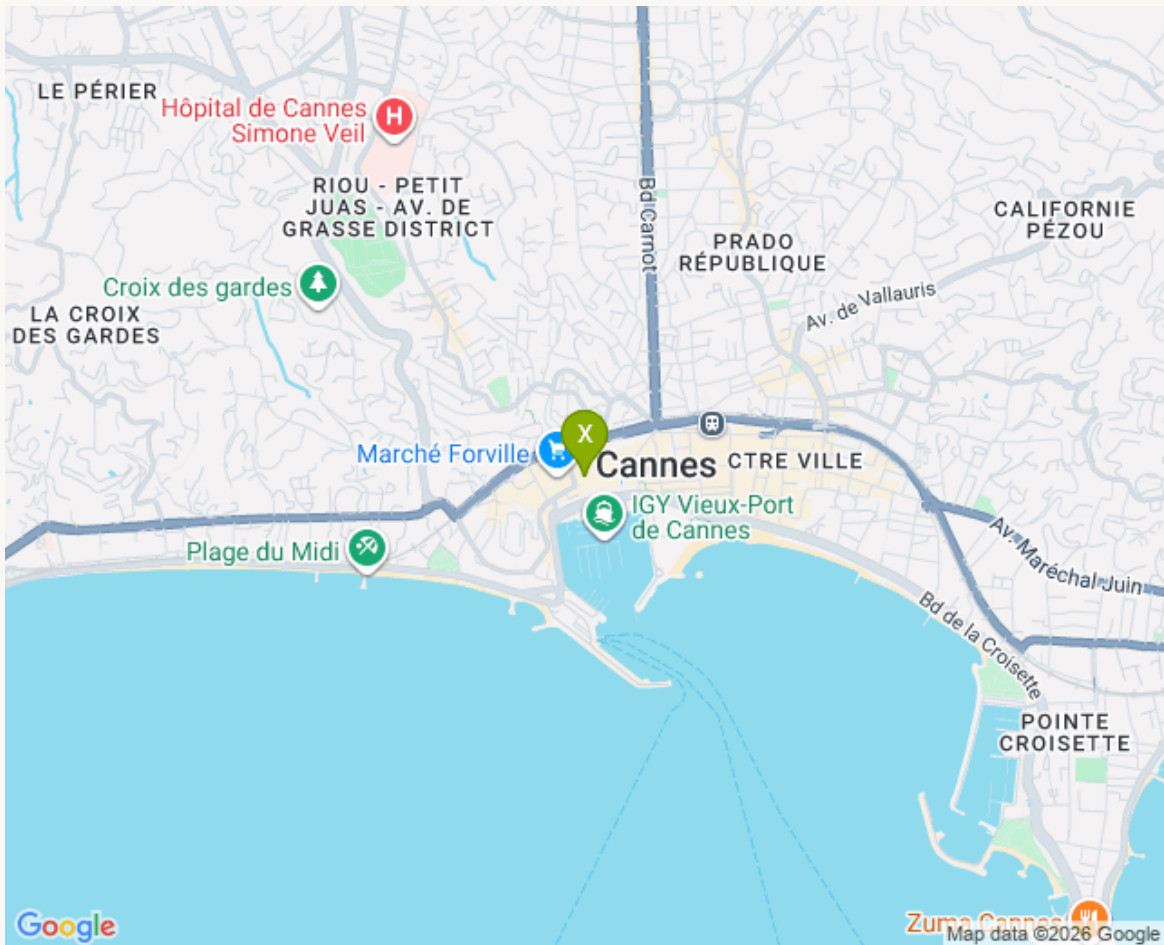 LE PÉRIER
Hôpital de Cannes
Simone Veil
H
RIOU - PETIT
JUAS - AV. DE
GRASSE DISTRICT
Bd Carnot
CALIFORNIE
PÉZOU
PRADO
RÉPUBLIQUE
Croix des gardes
Av. de Vallauris
LA CROIX
DES GARDES
X
Marché Forville
Cannes
CTRE VILLE
IGY Vieux-Port
de Cannes
Plage du Midi
Av. Maréchal Juin
Bd de la Croisette
POINTE
CROISETTE
Zuma Cannes
Google
Map data ©2026 Google